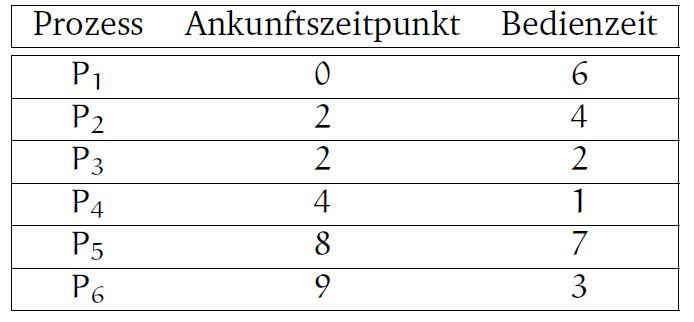 Prozess Ankunftszeitpunkt Bedienzeit
P₁ 0 6
P₂ 2 4
P₃ 2 2
P₄ 4 1
P₅ 8 7
P₆ 9 3